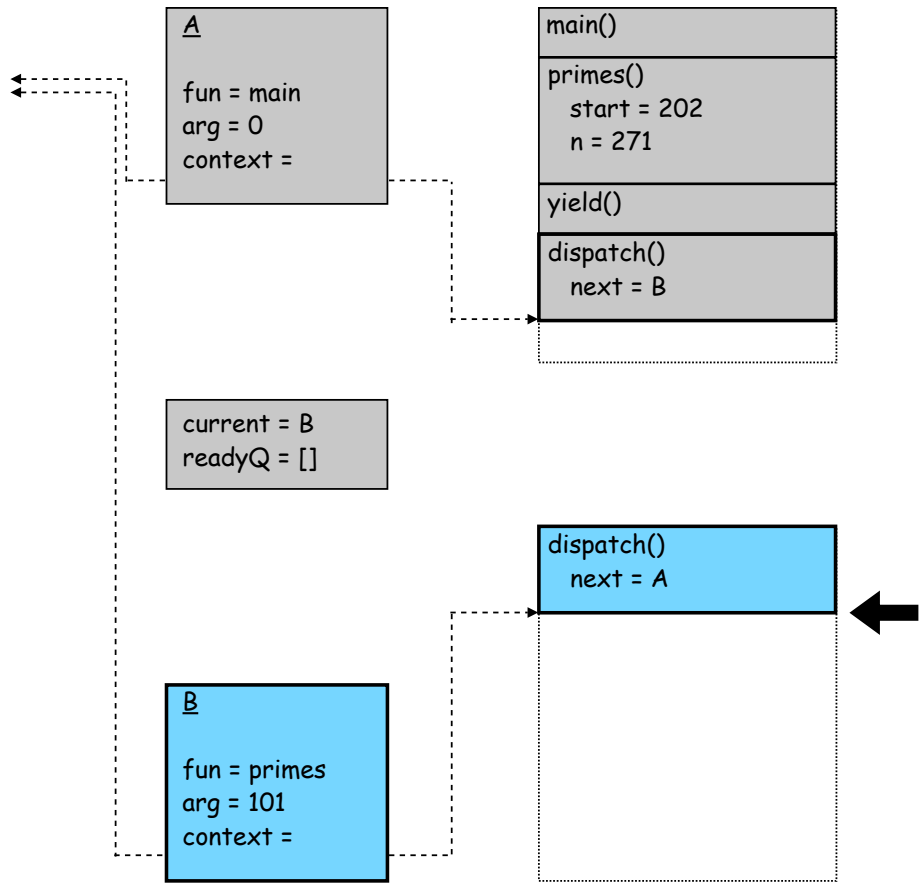 A
fun = main
arg = 0
context =
main()
primes()
start = 202
n = 271
yield()
dispatch()
next = B
current = B
readyQ = []
dispatch()
next = A
B
fun = primes
arg = 101
context =